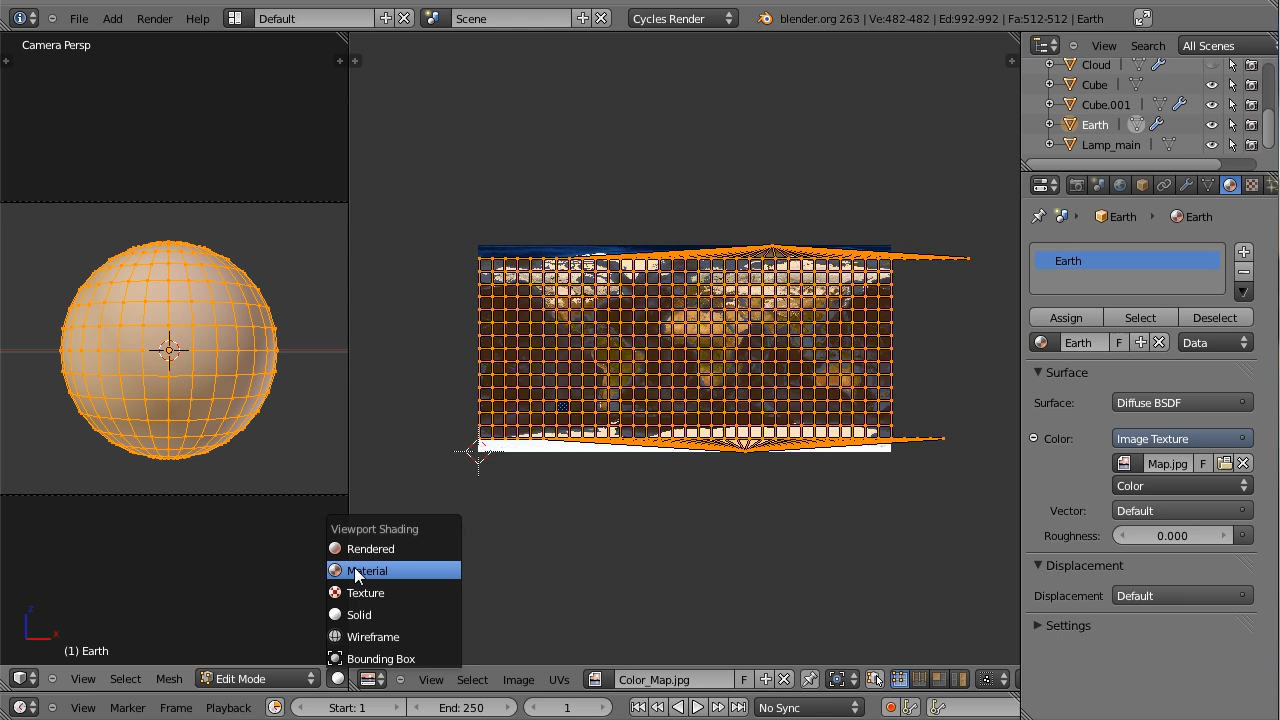 File Add Render Help Default Scene Cycles Render blender.org 263 | Ve:482-482 | Ed:992-992 | Fa:512-512 | Earth
Camera Persp
View Search All Scenes
Cloud
Cube
Cube.001
Earth
Lamp_main
Earth Earth
Earth
Assign Select Deselect
Earth F Data
Surface
Surface: Diffuse BSDF
Color: Image Texture
Map.jpg F
Color
Vector: Default
Roughness: 0.000
Displacement
Displacement Default
Settings
Viewport Shading
Rendered
Material
Texture
Solid
Wireframe
Bounding Box
z
x
(1) Earth
View Select Mesh Edit Mode View Select Image UVs Color_Map.jpg F
View Marker Frame Playback Start: 1 End: 250 1 No Sync